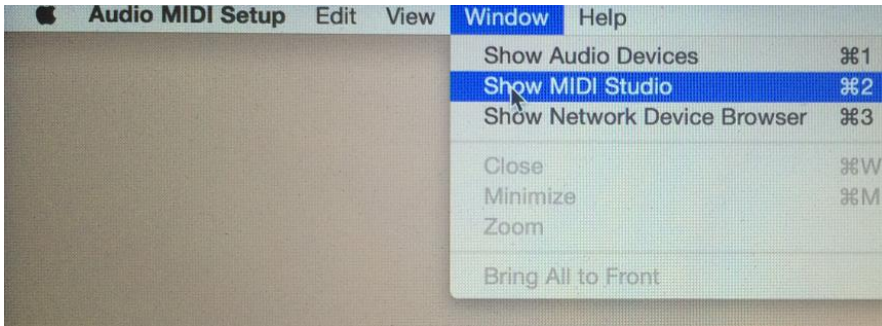 Audio MIDI Setup Edit View Window Help
Show Audio Devices ⌘1
Show MIDI Studio ⌘2
Show Network Device Browser ⌘3
Close ⌘W
Minimize ⌘M
Zoom
Bring All to Front